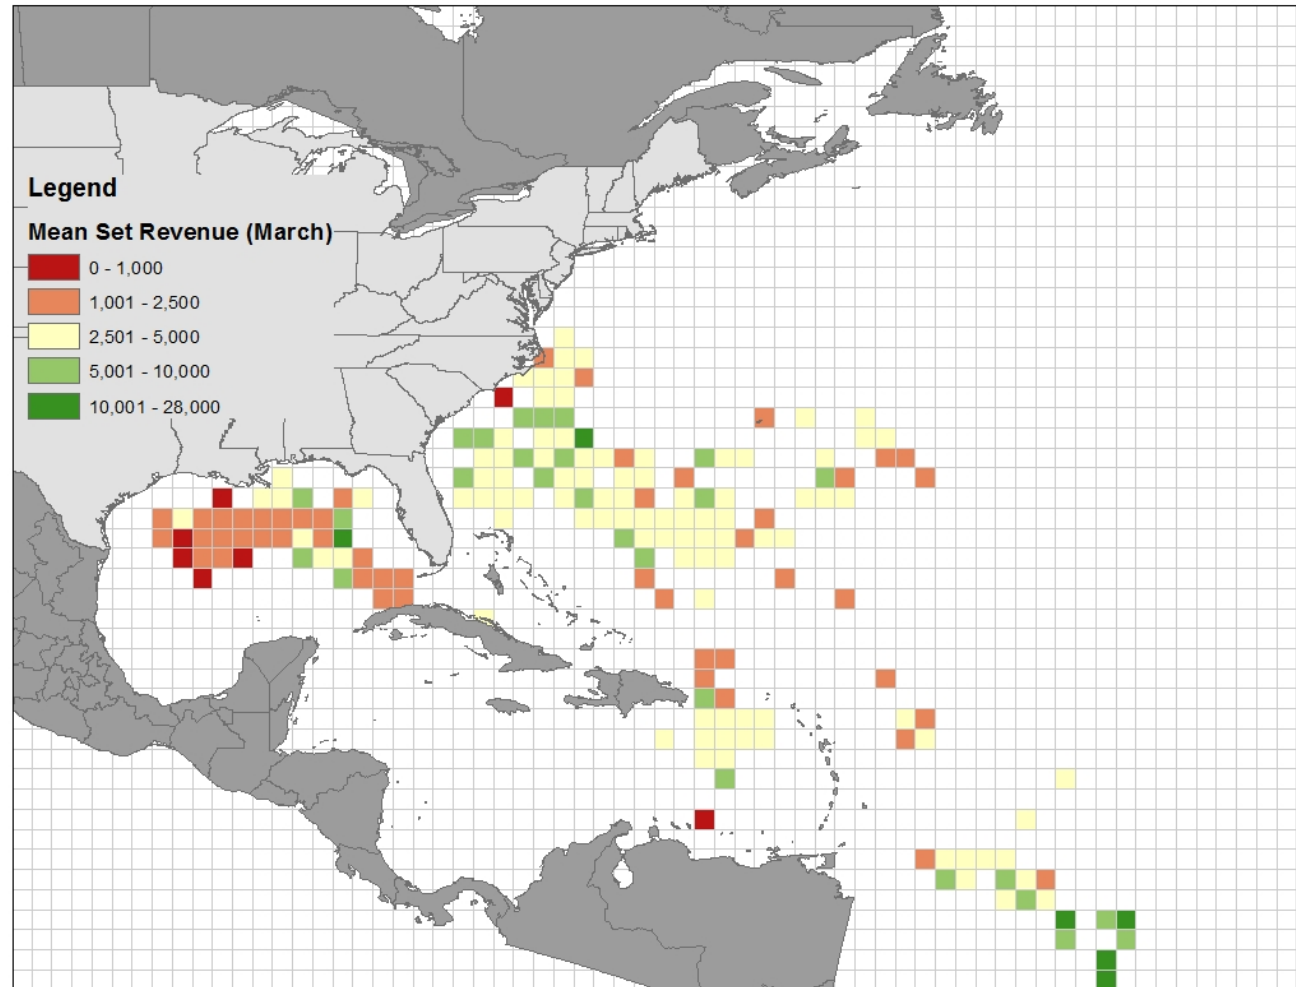 Legend
Mean Set Revenue (March)
0 - 1,000
1,001 - 2,500
2,501 - 5,000
5,001 - 10,000
10,001 - 28,000